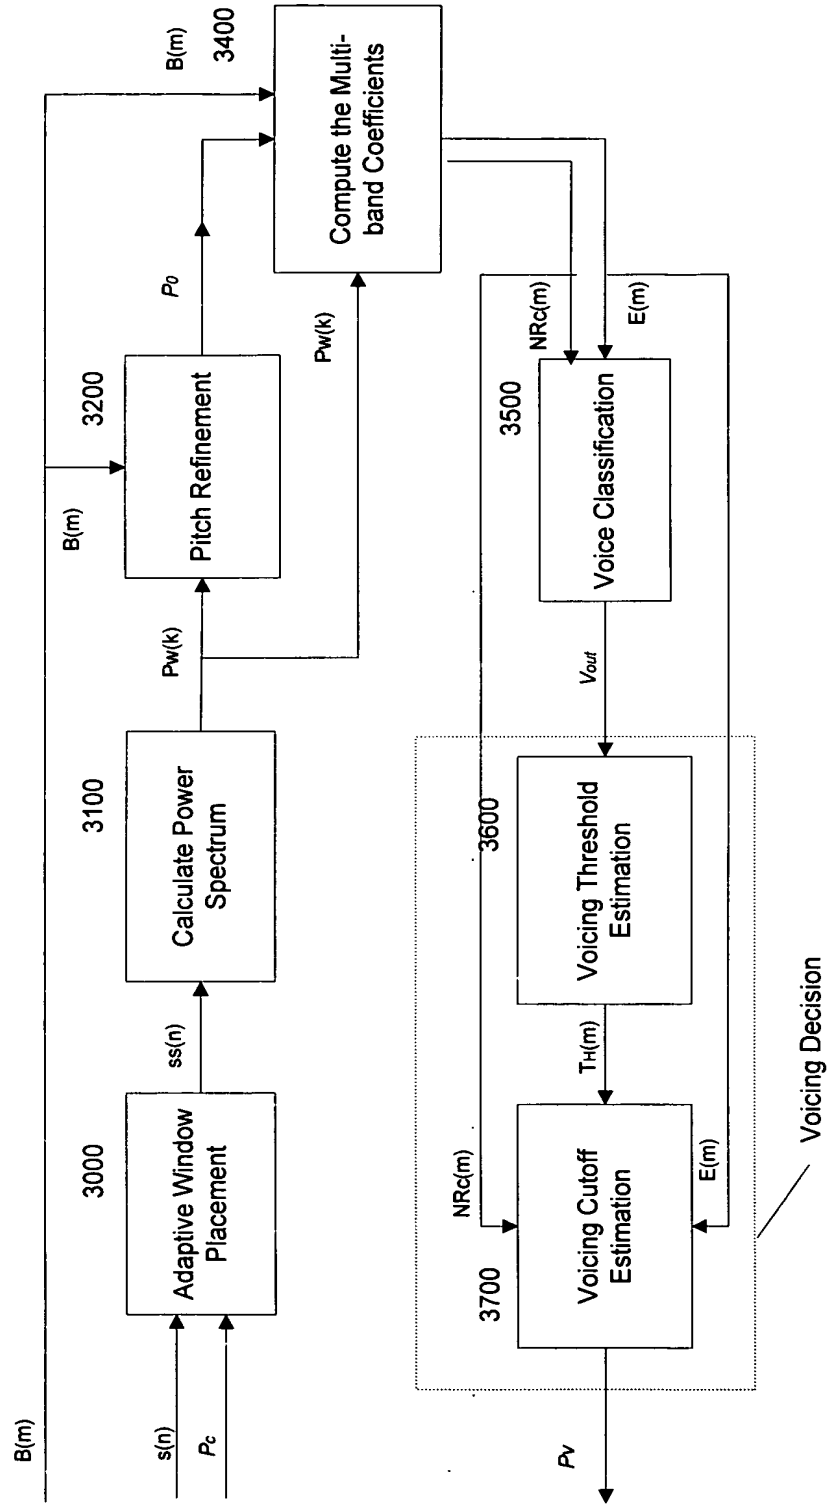 B(m)
s(n)
Pc
3000
Adaptive Window
Placement
ss(n)
3100
Calculate Power
Spectrum
Pw(k)
B(m)
3200
Pitch Refinement
P0
Pw(k)
B(m)
3400
Compute the Multi-
band Coefficients
NRc(m)
E(m)
3500
Voice Classification
Vout
3600
Voicing Threshold
Estimation
TH(m)
NRc(m)
E(m)
3700
Voicing Cutoff
Estimation
Pv
Voicing Decision